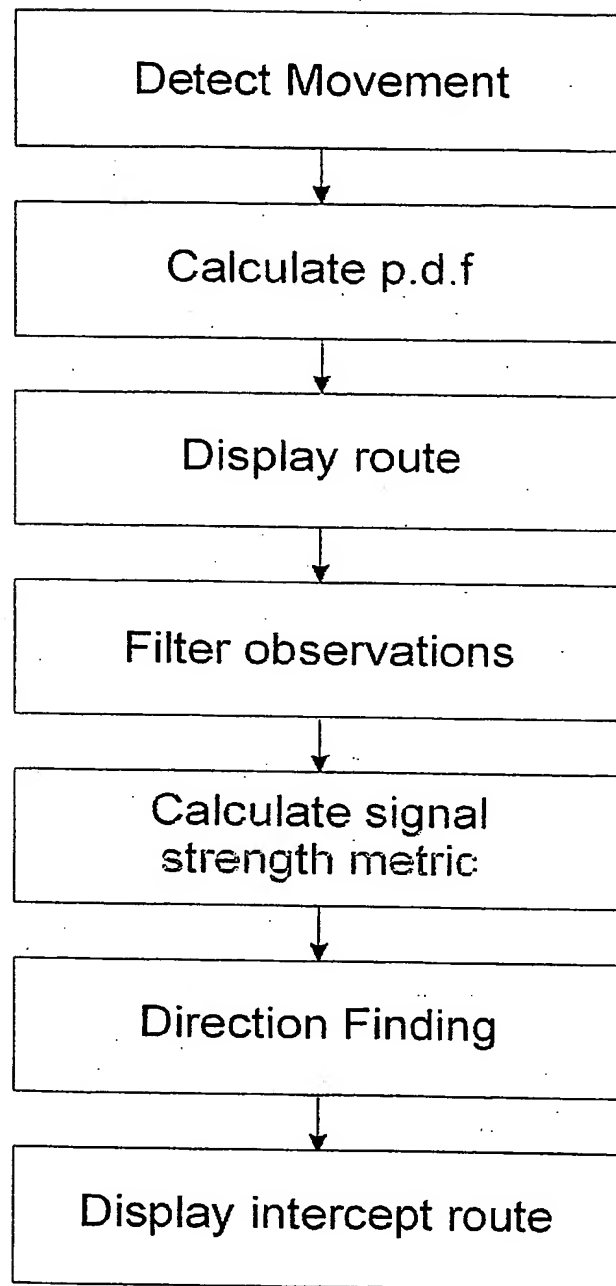 Detect Movement
Calculate p.d.f
Display route
Filter observations
Calculate signal
strength metric
Direction Finding
Display intercept route